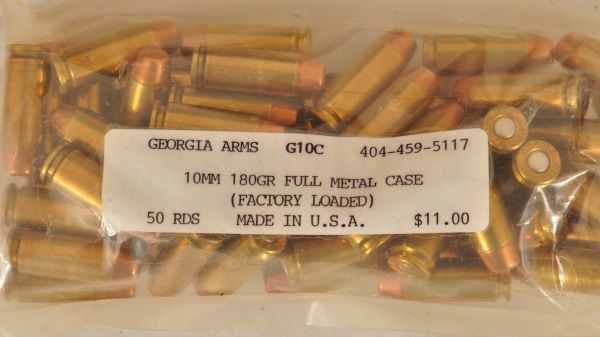 GEORGIA ARMS G10C 404-459-5117
10MM 180GR FULL METAL CASE
(FACTORY LOADED)
50 RDS MADE IN U.S.A. $11.00